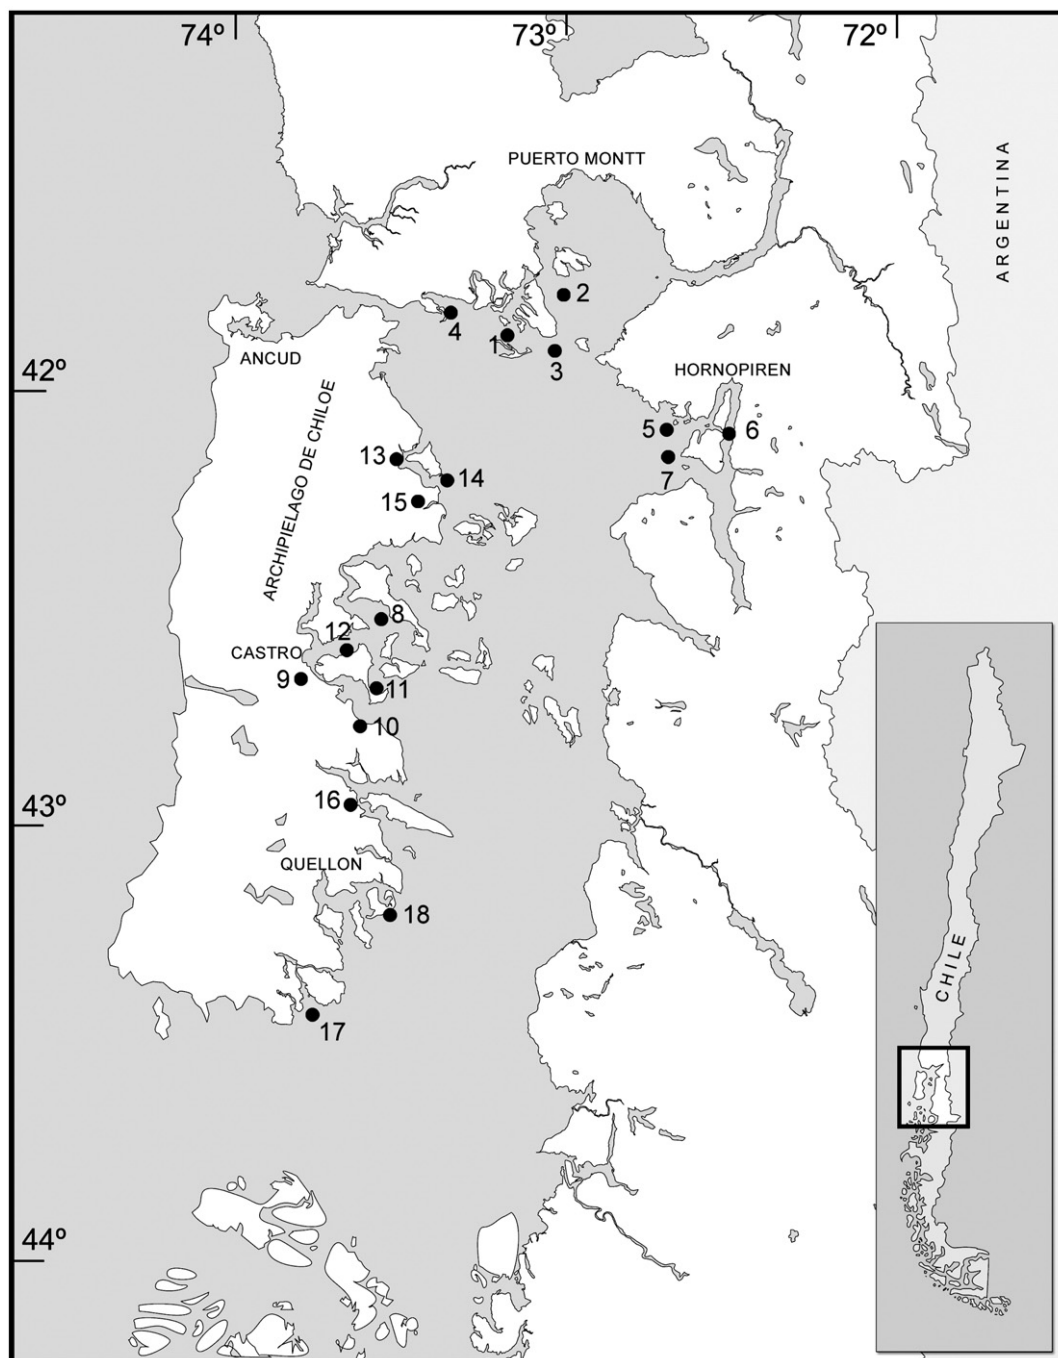 74º
73º
72º
PUERTO MONTT
ARGENTINA
2
4
1
3
ANCUD
HORNOPIREN
42º
5
6
7
13
14
15
ARCHIPIELAGO DE CHILOE
8
12
CASTRO
9
11
10
16
43º
QUELLON
18
17
CHILE
44º